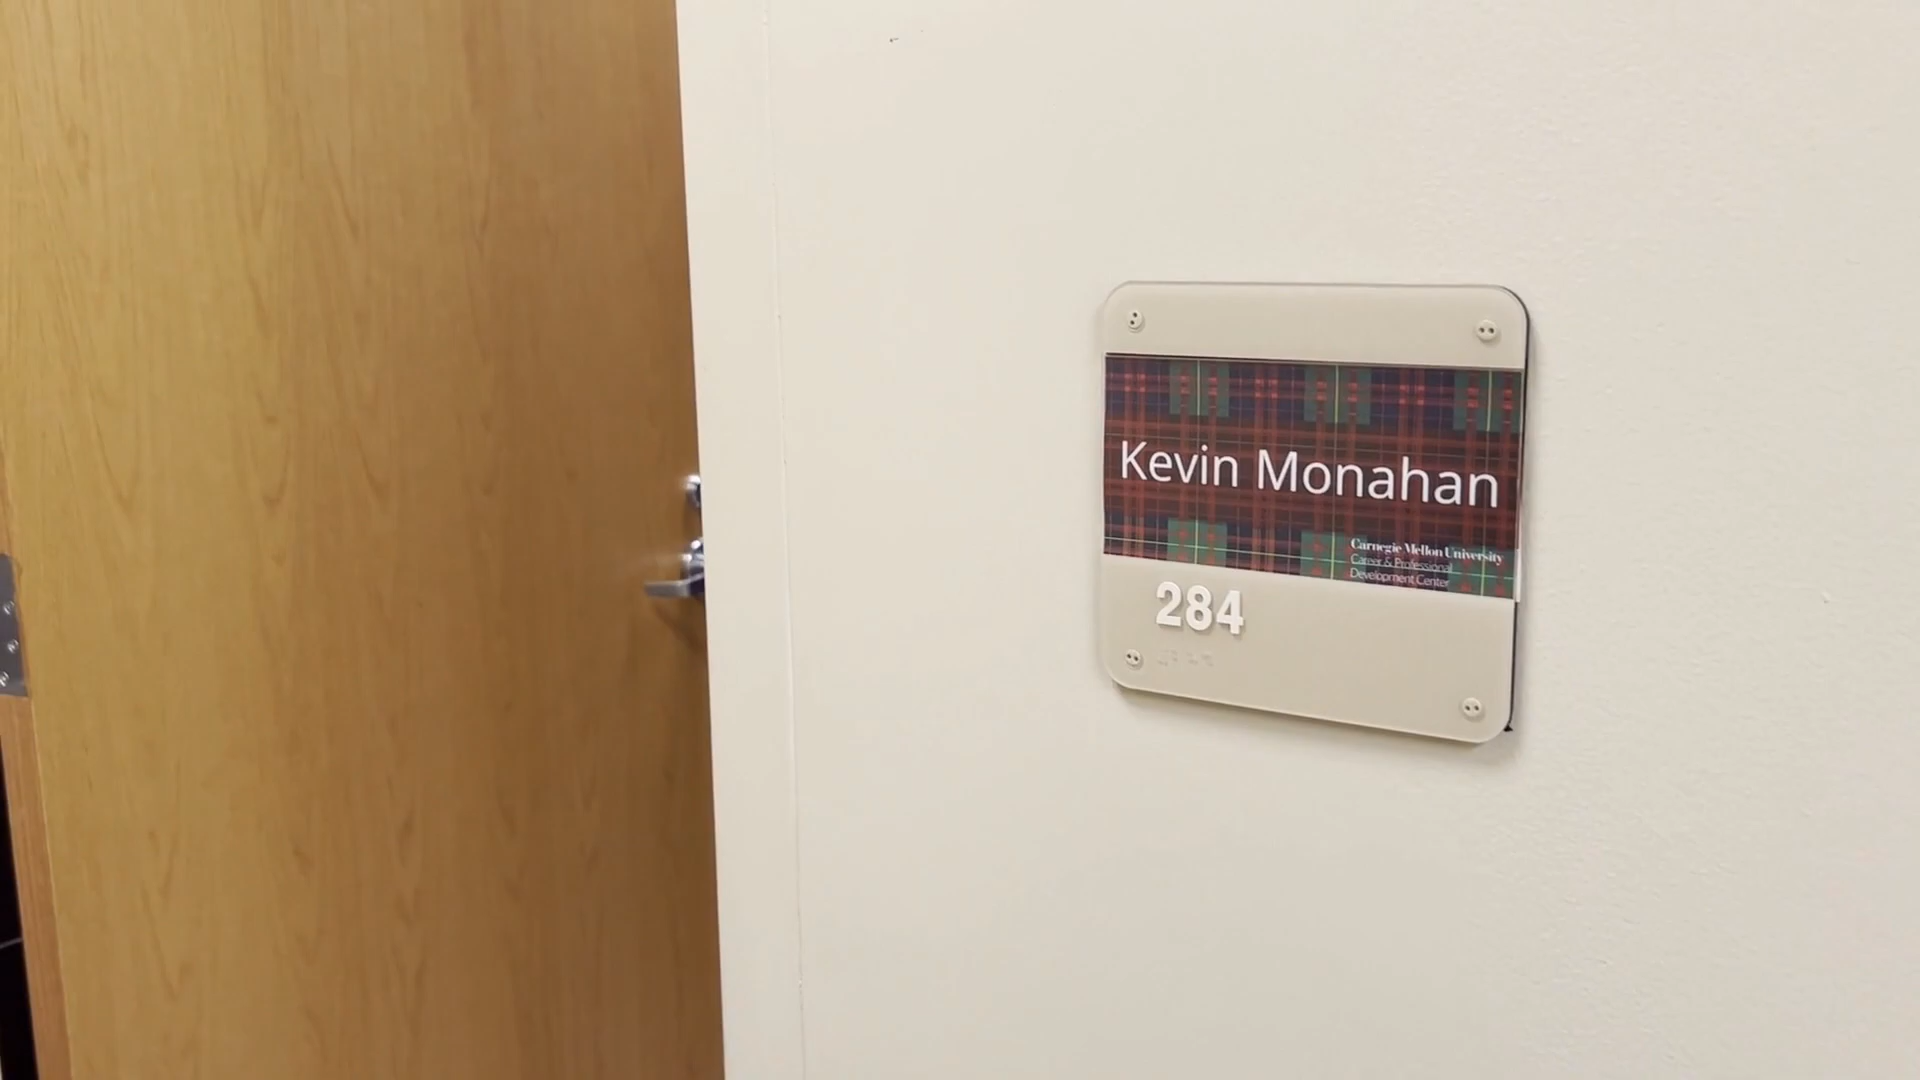 Kevin Monahan
Carnegie Mellon University
Career & Professional
Development Center
284